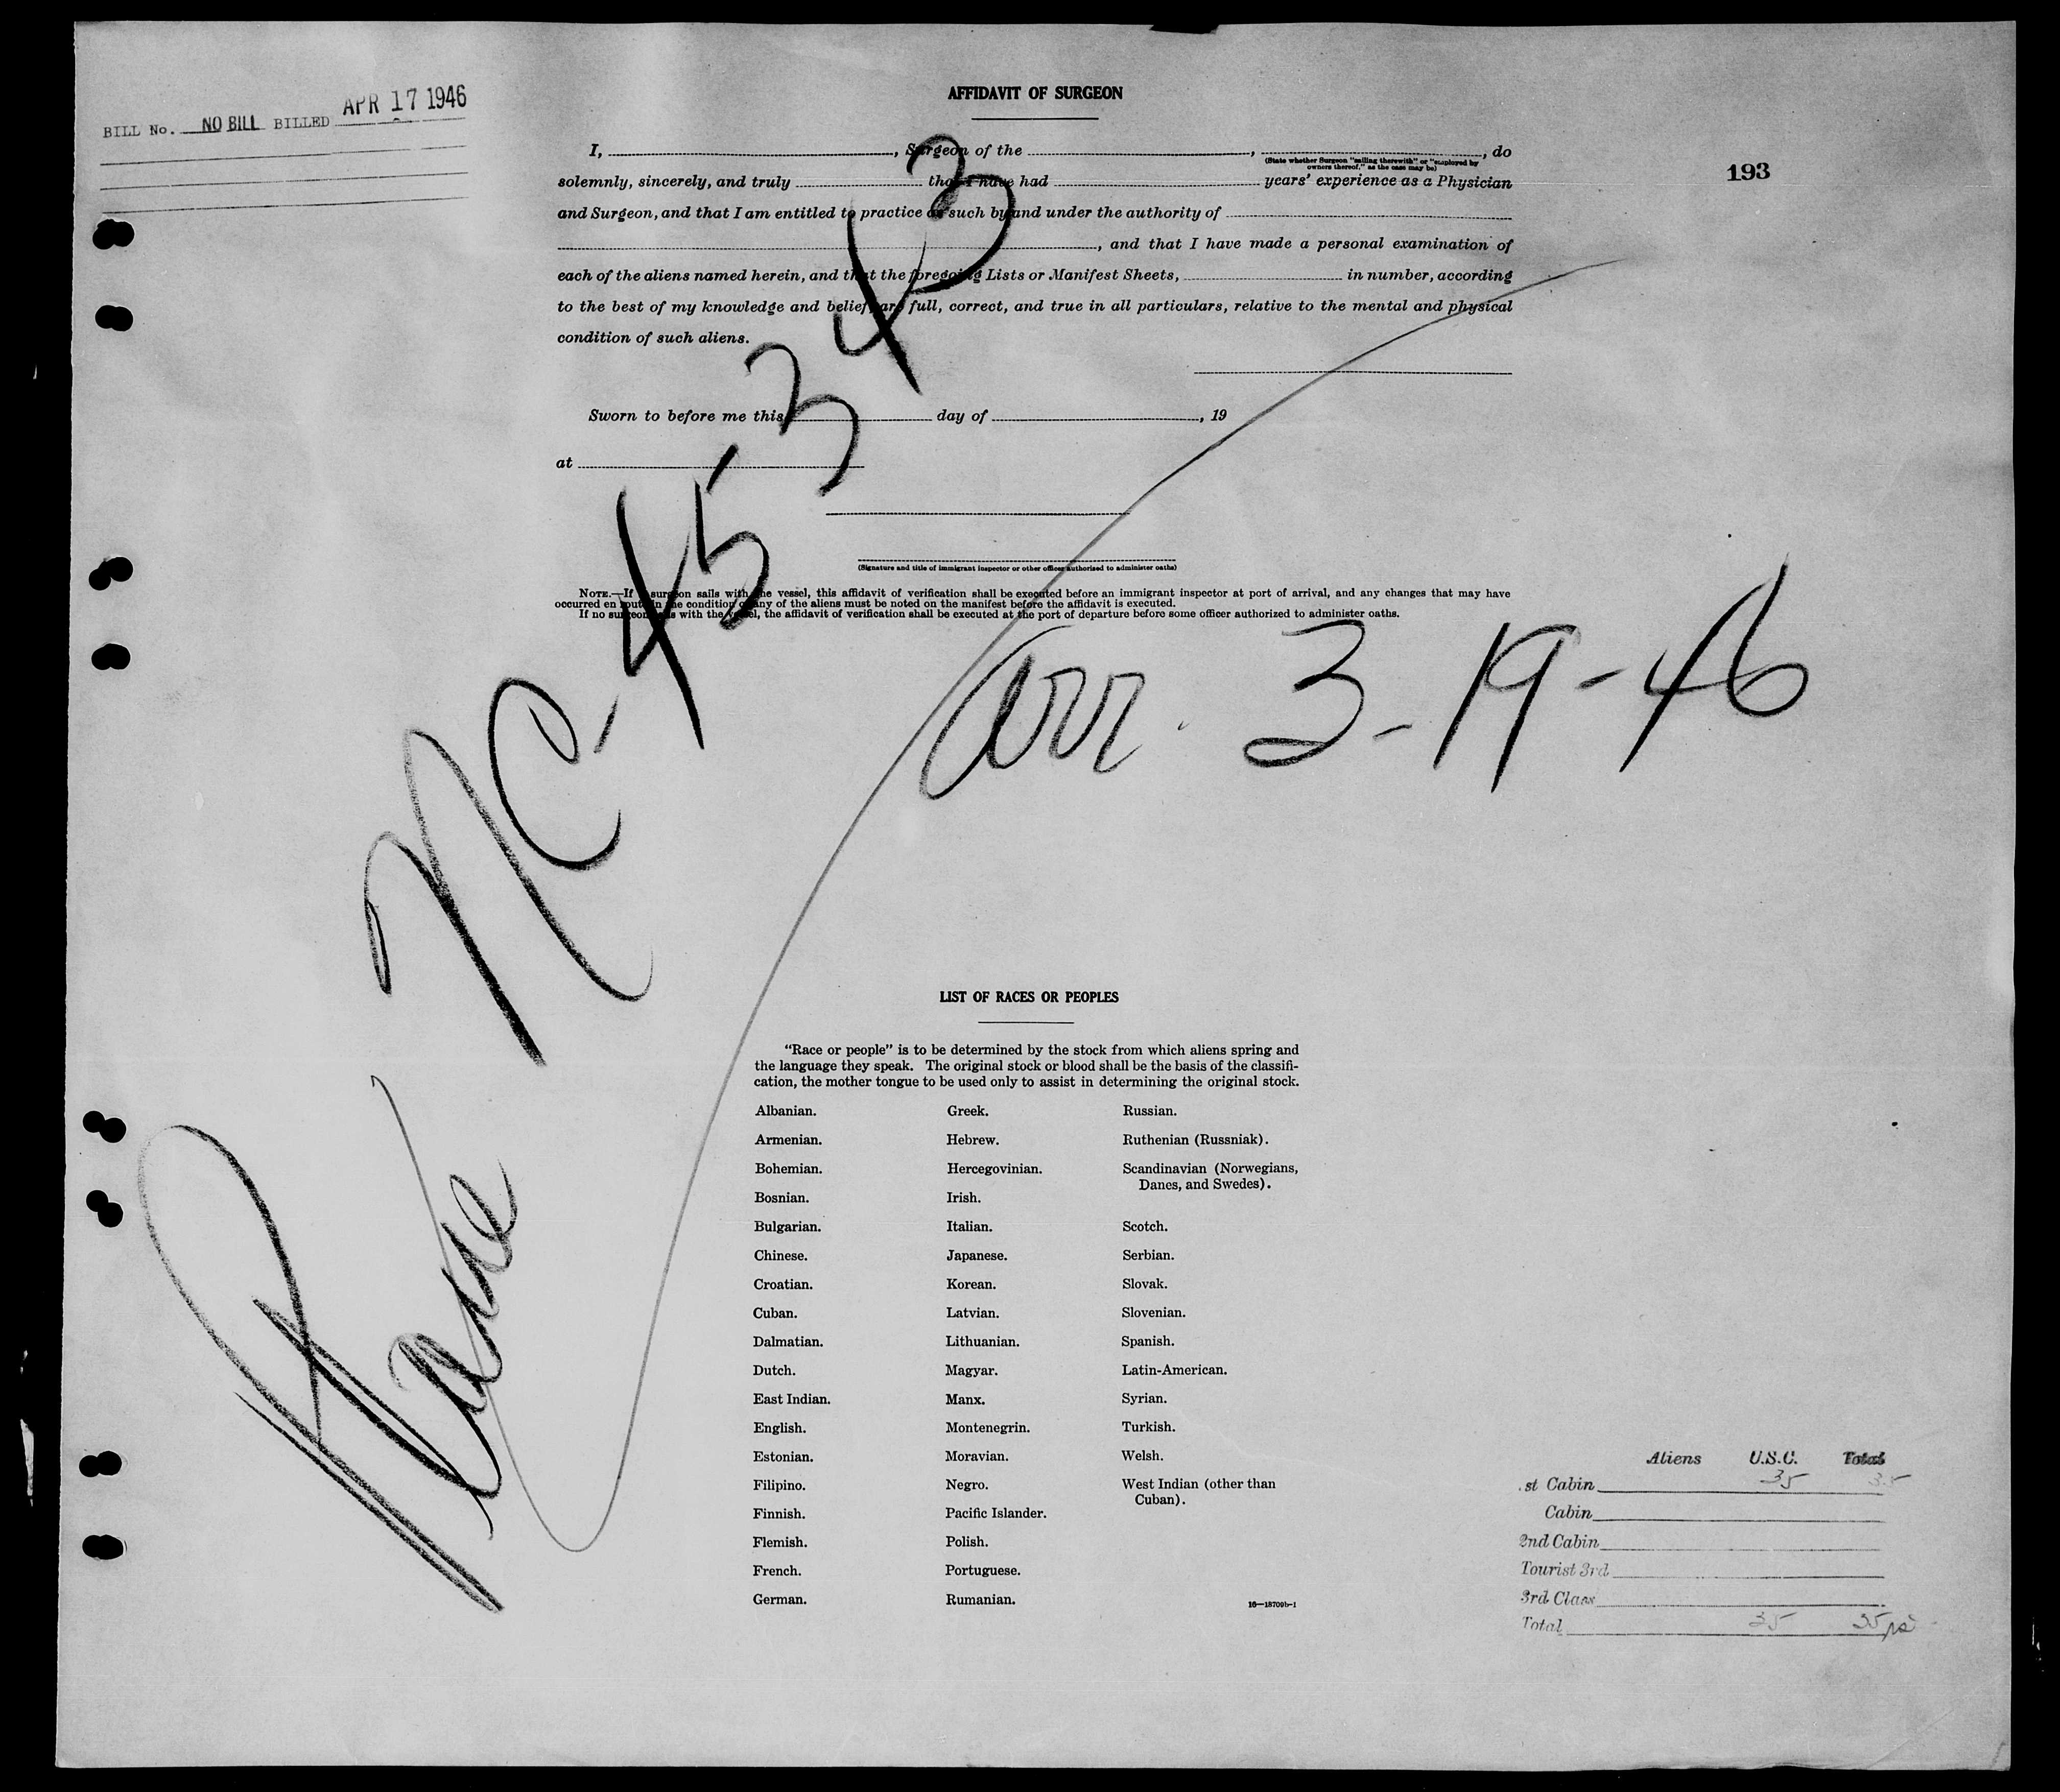 BILL No. NO BILL BILLED APR 17 1946
193
AFFIDAVIT OF SURGEON
I, , Surgeon of the , , do
(State whether Surgeon "sailing therewith" or "employed by
owners thereof," as the case may be)
solemnly, sincerely, and truly that I have had years' experience as a Physician
and Surgeon, and that I am entitled to practice as such by and under the authority of
, and that I have made a personal examination of
each of the aliens named herein, and that the foregoing Lists or Manifest Sheets, in number, according
to the best of my knowledge and belief, are full, correct, and true in all particulars, relative to the mental and physical
condition of such aliens.
Sworn to before me this day of , 19
at
(Signature and title of immigrant inspector or other officer authorized to administer oaths)
NOTE.—If a surgeon sails with the vessel, this affidavit of verification shall be executed before an immigrant inspector at port of arrival, and any changes that may have
occurred en route in the condition of any of the aliens must be noted on the manifest before the affidavit is executed.
If no surgeon sails with the vessel, the affidavit of verification shall be executed at the port of departure before some officer authorized to administer oaths.
Plane NC-45343
arr. 3-19-46
LIST OF RACES OR PEOPLES
"Race or people" is to be determined by the stock from which aliens spring and
the language they speak. The original stock or blood shall be the basis of the classifi-
cation, the mother tongue to be used only to assist in determining the original stock.
Albanian. Greek. Russian.
Armenian. Hebrew. Ruthenian (Russniak).
Bohemian. Hercegovinian. Scandinavian (Norwegians,
Danes, and Swedes).
Bosnian. Irish.
Bulgarian. Italian. Scotch.
Chinese. Japanese. Serbian.
Croatian. Korean. Slovak.
Cuban. Latvian. Slovenian.
Dalmatian. Lithuanian. Spanish.
Dutch. Magyar. Latin-American.
East Indian. Manx. Syrian.
English. Montenegrin. Turkish.
Estonian. Moravian. Welsh.
Filipino. Negro. West Indian (other than
Cuban).
Finnish. Pacific Islander.
Flemish. Polish.
French. Portuguese.
German. Rumanian.
16—18709b-1
Aliens U.S.C. Total
st Cabin 35 35
Cabin
2nd Cabin
Tourist 3rd
3rd Class
Total 35 35